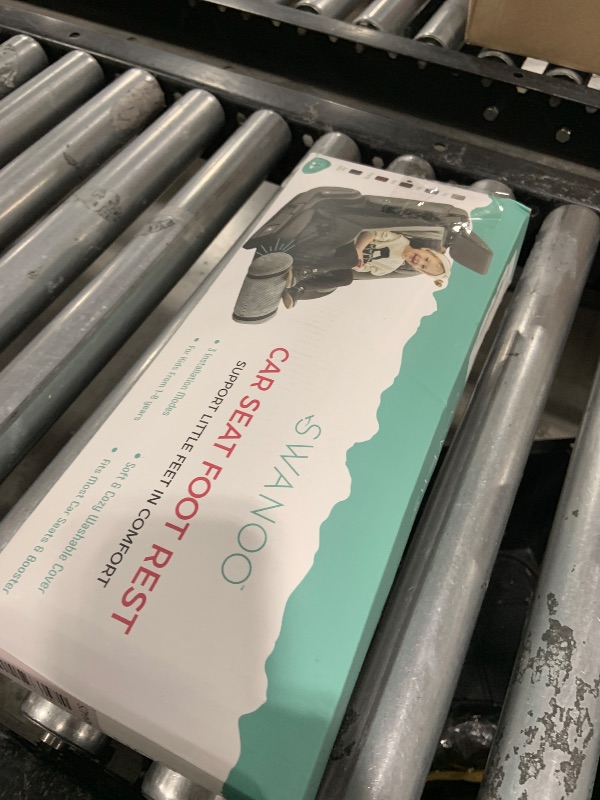 SWANOO™
CAR SEAT FOOT REST
SUPPORT LITTLE FEET IN COMFORT
• 3 Installation Modes
• For Kids from 1-8 years
• Soft & Cozy Washable Cover
• Fits Most Car Seats & Booster